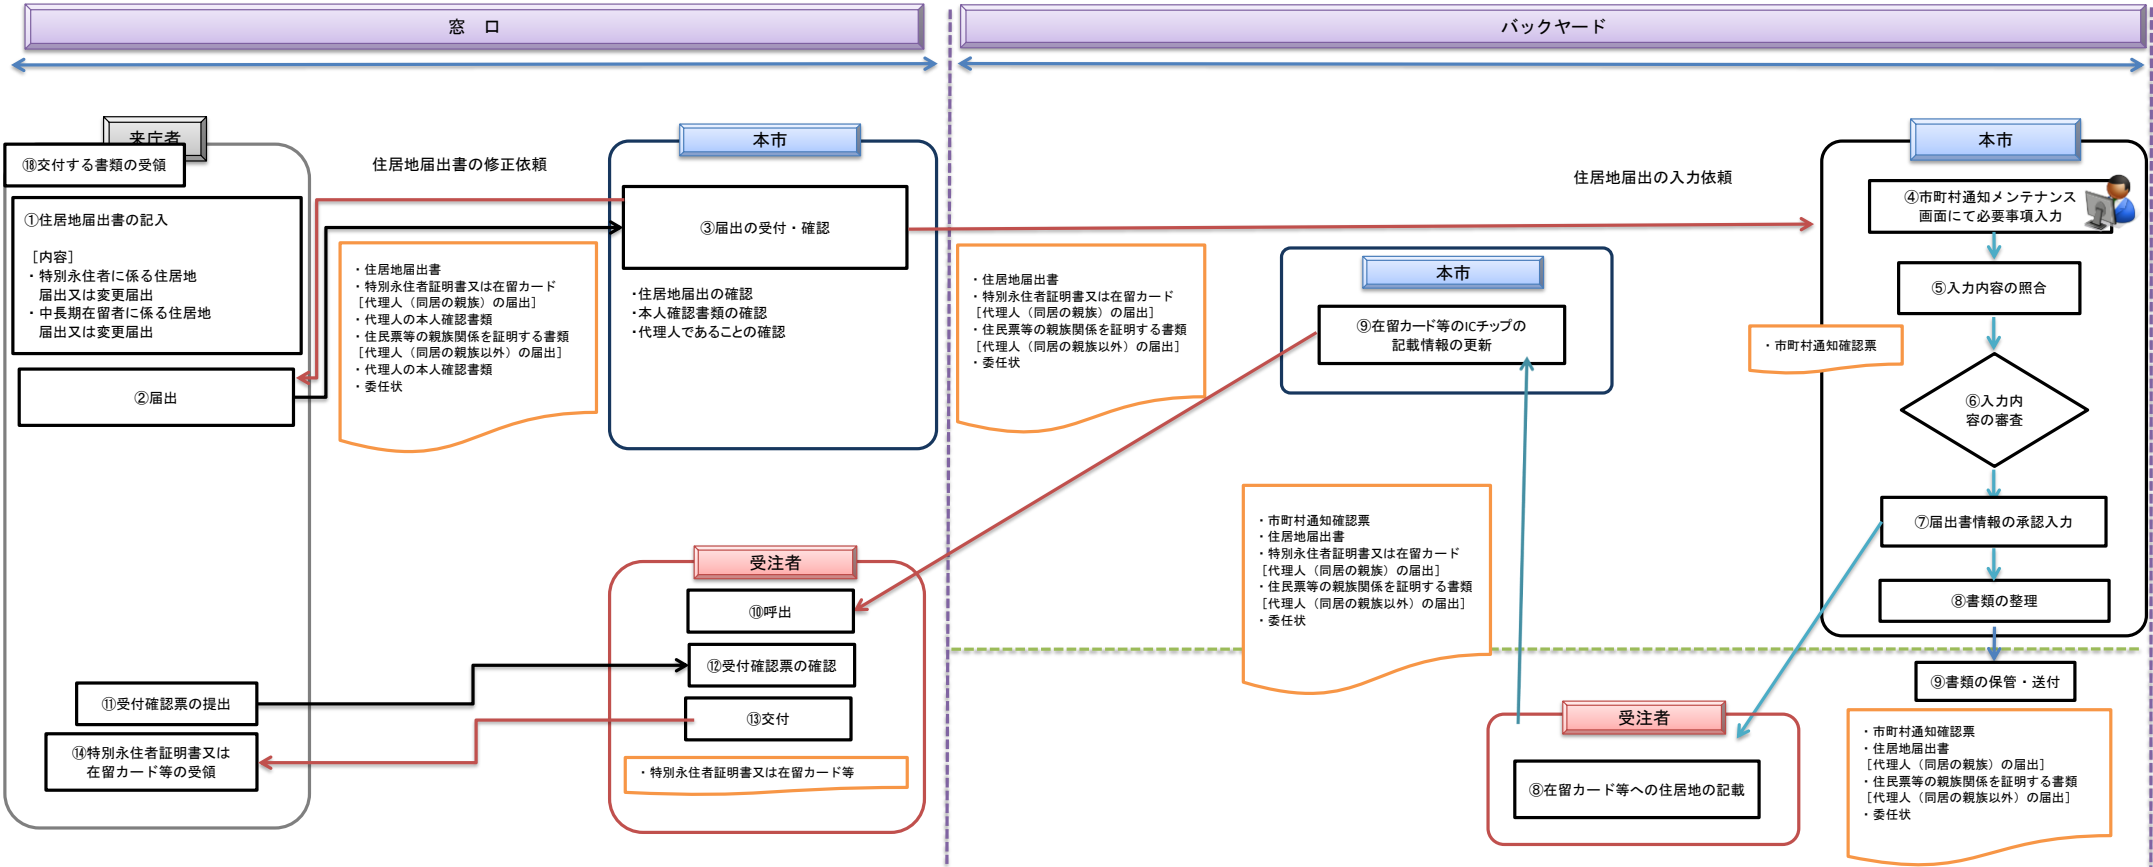 窓　口
バックヤード
来庁者
⑱交付する書類の受領
①住居地届出書の記入
［内容］
・特別永住者に係る住居地
届出又は変更届出
・中長期在留者に係る住居地
届出又は変更届出
②届出
住居地届出書の修正依頼
・住居地届出書
・特別永住者証明書又は在留カード
［代理人（同居の親族）の届出］
・代理人の本人確認書類
・住民票等の親族関係を証明する書類
［代理人（同居の親族以外）の届出］
・代理人の本人確認書類
・委任状
本市
③届出の受付・確認
・住居地届出の確認
・本人確認書類の確認
・代理人であることの確認
・住居地届出書
・特別永住者証明書又は在留カード
［代理人（同居の親族）の届出］
・住民票等の親族関係を証明する書類
［代理人（同居の親族以外）の届出］
・委任状
本市
⑨在留カード等のICチップの
記載情報の更新
住居地届出の入力依頼
本市
④市町村通知メンテナンス
画面にて必要事項入力
⑤入力内容の照合
・市町村通知確認票
⑥入力内
容の審査
⑦届出書情報の承認入力
⑧書類の整理
⑨書類の保管・送付
・市町村通知確認票
・住居地届出書
・特別永住者証明書又は在留カード
［代理人（同居の親族）の届出］
・住民票等の親族関係を証明する書類
［代理人（同居の親族以外）の届出］
・委任状
受注者
⑩呼出
⑫受付確認票の確認
⑬交付
・特別永住者証明書又は在留カード等
⑪受付確認票の提出
⑭特別永住者証明書又は
在留カード等の受領
受注者
⑧在留カード等への住居地の記載
・市町村通知確認票
・住居地届出書
［代理人（同居の親族）の届出］
・住民票等の親族関係を証明する書類
［代理人（同居の親族以外）の届出］
・委任状